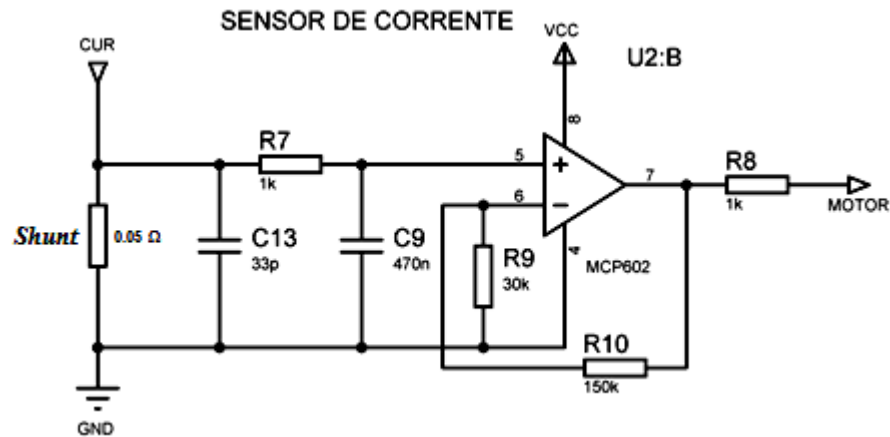 SENSOR DE CORRENTE
CUR
VCC
U2:B
8
R7
1k
5
+
6
-
7
R8
1k
MOTOR
Shunt
0.05 Ω
C13
33p
C9
470n
R9
30k
4
MCP602
R10
150k
GND